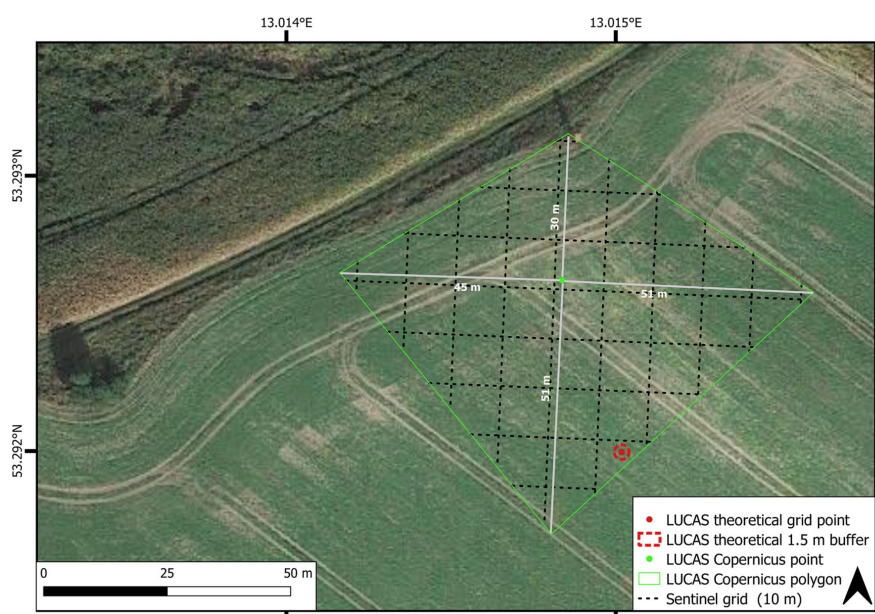 13.014°E
13.015°E
53.293°N
30 m
45 m
51 m
51 m
53.292°N
LUCAS theoretical grid point
LUCAS theoretical 1.5 m buffer
LUCAS Copernicus point
LUCAS Copernicus polygon
Sentinel grid (10 m)
0
25
50 m